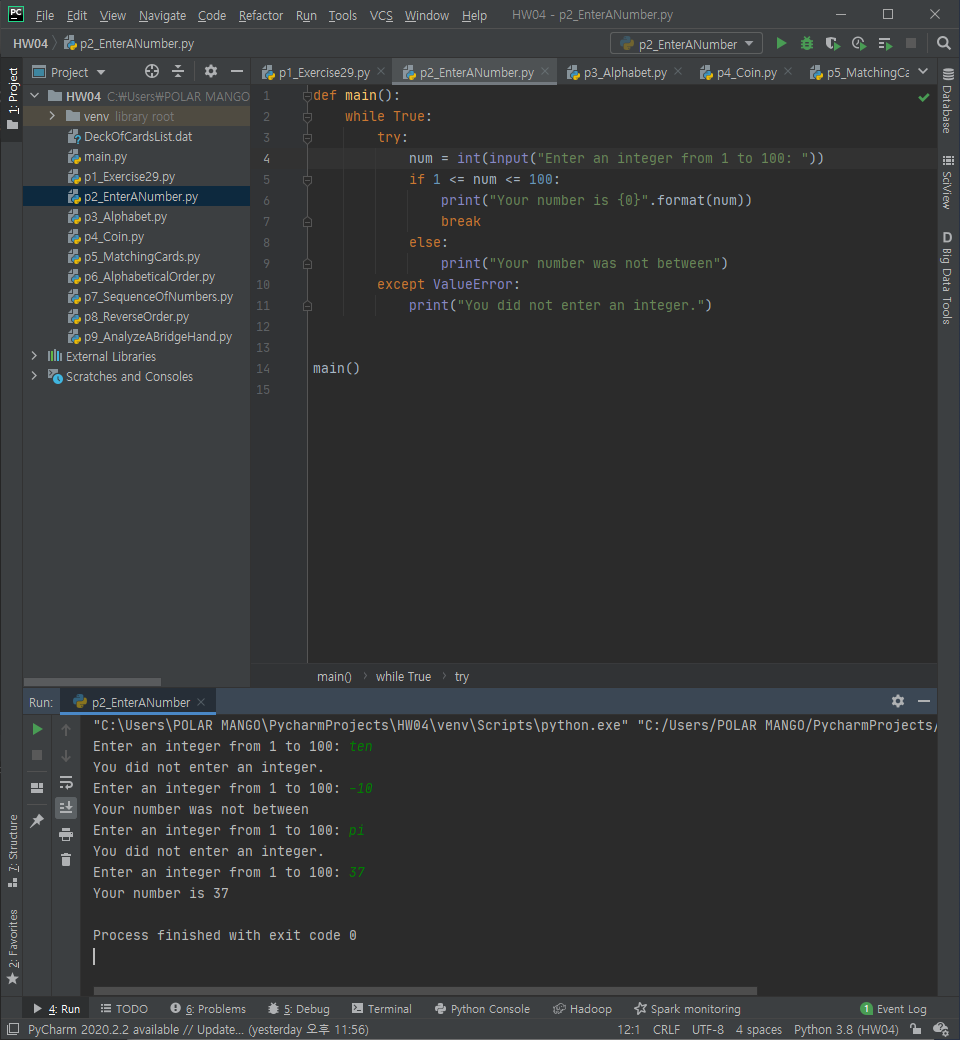 PC File Edit View Navigate Code Refactor Run Tools VCS Window Help HW04 - p2_EnterANumber.py
HW04 p2_EnterANumber.py p2_EnterANumber
1: Project
Project
p1_Exercise29.py p2_EnterANumber.py p3_Alphabet.py p4_Coin.py p5_MatchingCa
HW04 C:₩Users₩POLAR MANGO
venv library root
DeckOfCardsList.dat
main.py
p1_Exercise29.py
p2_EnterANumber.py
p3_Alphabet.py
p4_Coin.py
p5_MatchingCards.py
p6_AlphabeticalOrder.py
p7_SequenceOfNumbers.py
p8_ReverseOrder.py
p9_AnalyzeABridgeHand.py
External Libraries
Scratches and Consoles
1 def main():
2 while True:
3 try:
4 num = int(input("Enter an integer from 1 to 100: "))
5 if 1 <= num <= 100:
6 print("Your number is {0}".format(num))
7 break
8 else:
9 print("Your number was not between")
10 except ValueError:
11 print("You did not enter an integer.")
12
13
14 main()
15
Database
SciView
D Big Data Tools
main() while True try
Run: p2_EnterANumber
"C:\Users\POLAR MANGO\PycharmProjects\HW04\venv\Scripts\python.exe" "C:/Users/POLAR MANGO/PycharmProjects/
Enter an integer from 1 to 100: ten
You did not enter an integer.
Enter an integer from 1 to 100: -10
Your number was not between
Enter an integer from 1 to 100: pi
You did not enter an integer.
Enter an integer from 1 to 100: 37
Your number is 37
Process finished with exit code 0
7: Structure
2: Favorites
4: Run TODO 6: Problems 5: Debug Terminal Python Console Hadoop Spark monitoring 1 Event Log
PyCharm 2020.2.2 available // Update... (yesterday 오후 11:56) 12:1 CRLF UTF-8 4 spaces Python 3.8 (HW04)